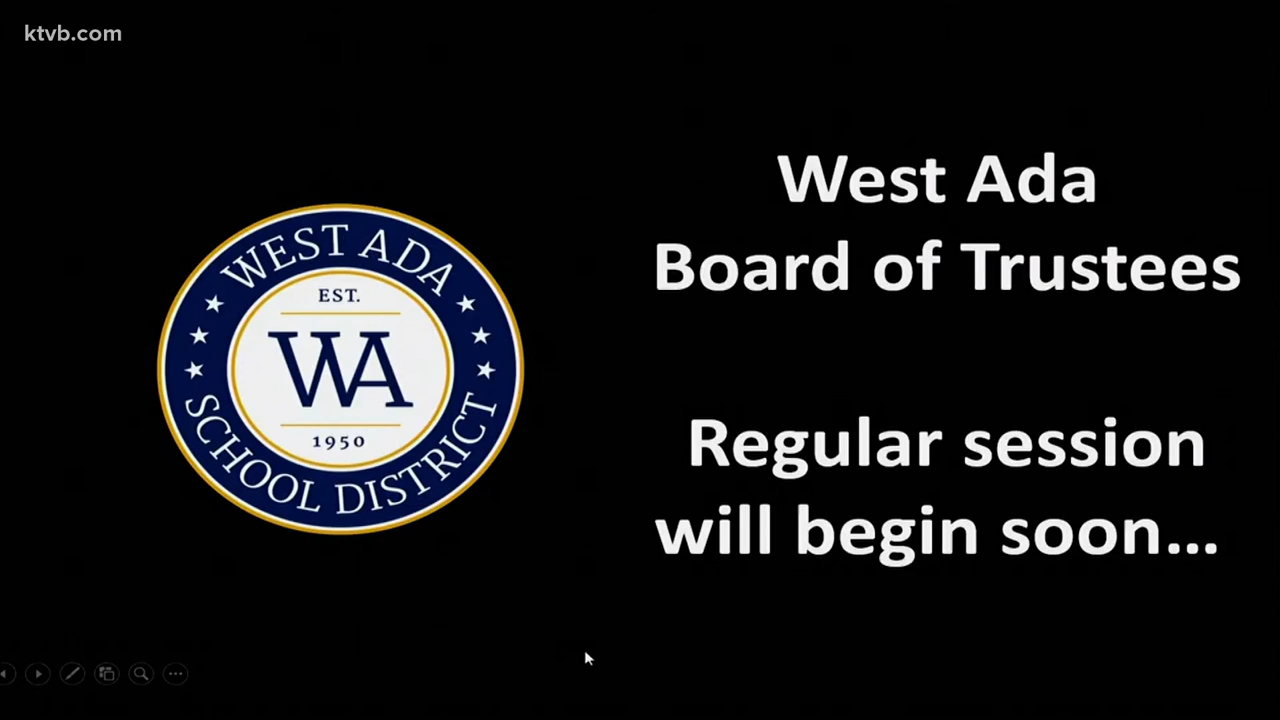 ktvb.com
WEST ADA
EST.
WA
1950
SCHOOL DISTRICT
West Ada
Board of Trustees
Regular session
will begin soon...